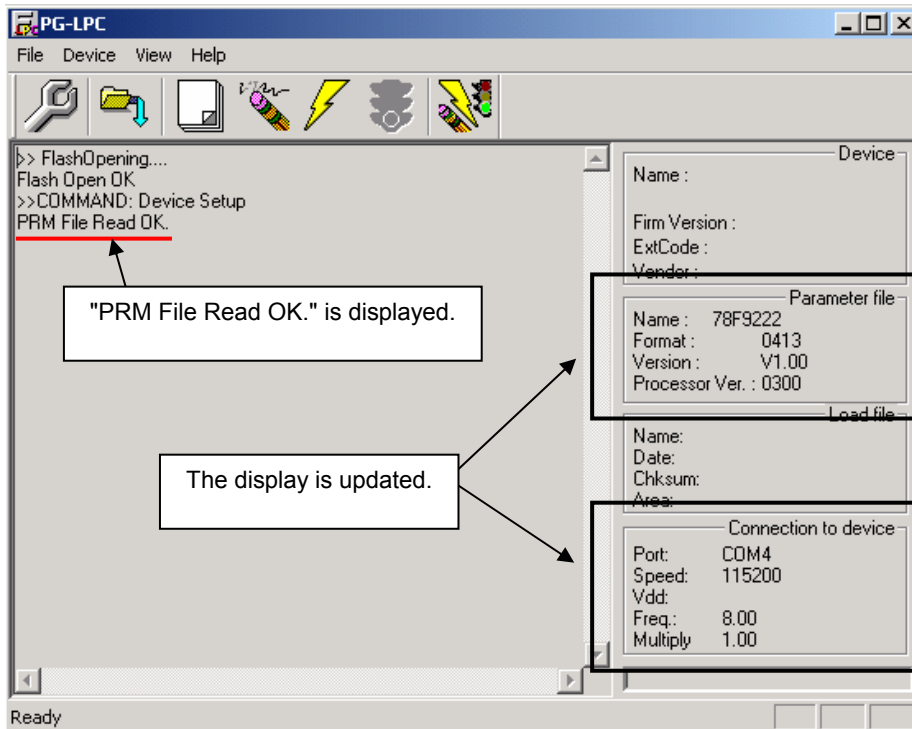 PG-LPC
File Device View Help
>> FlashOpening....
Flash Open OK
>>COMMAND: Device Setup
PRM File Read OK.
"PRM File Read OK." is displayed.
The display is updated.
Device
Name :
Firm Version :
ExtCode :
Vendor :
Parameter file
Name : 78F9222
Format : 0413
Version : V1.00
Processor Ver. : 0300
Load file
Name:
Date:
Chksum:
Area:
Connection to device
Port: COM4
Speed: 115200
Vdd:
Freq.: 8.00
Multiply 1.00
Ready